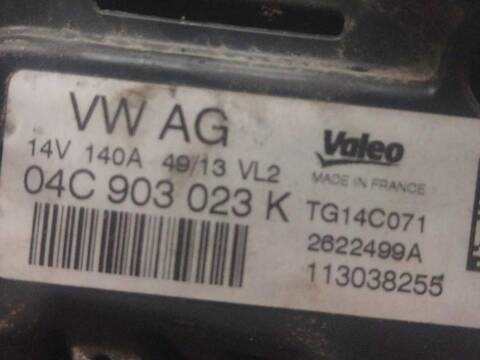 VW AG
14V 140A 49/13 VL2
04C 903 023 K
Valeo
MADE IN FRANCE
TG14C071
2622499A
113038255